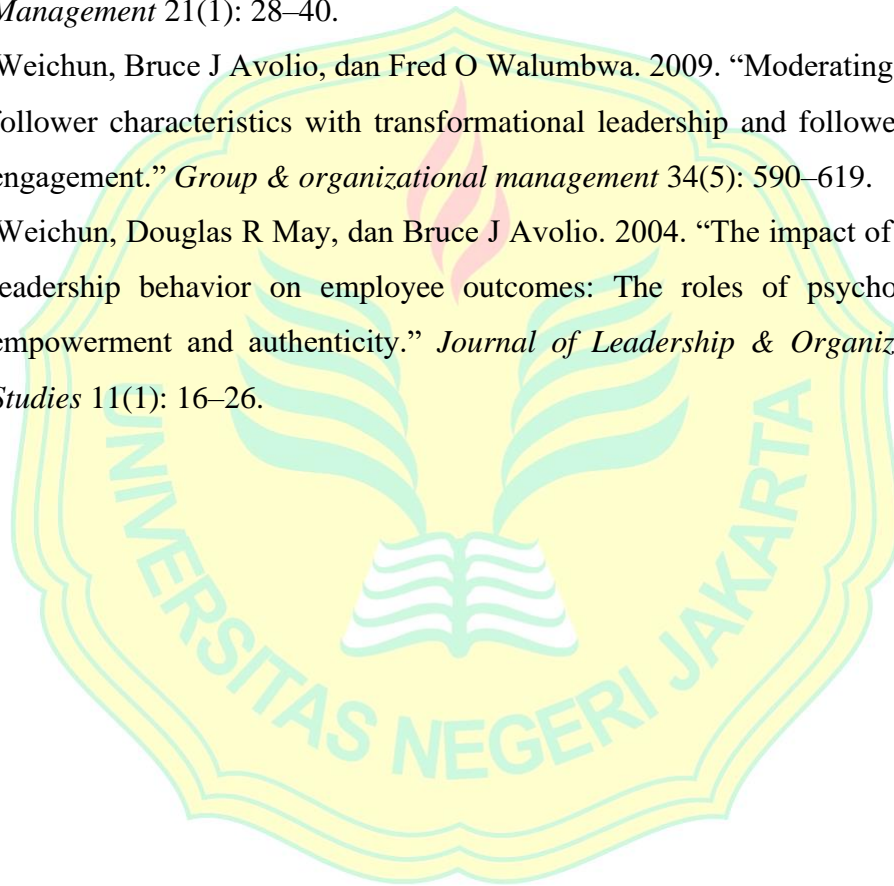 Management 21(1): 28–40.
Weichun, Bruce J Avolio, dan Fred O Walumbwa. 2009. “Moderating
follower characteristics with transformational leadership and followe
engagement.” Group & organizational management 34(5): 590–619.
Weichun, Douglas R May, dan Bruce J Avolio. 2004. “The impact of
leadership behavior on employee outcomes: The roles of psycho
empowerment and authenticity.” Journal of Leadership & Organiz
Studies 11(1): 16–26.
UNIVERSITAS NEGERI JAKARTA